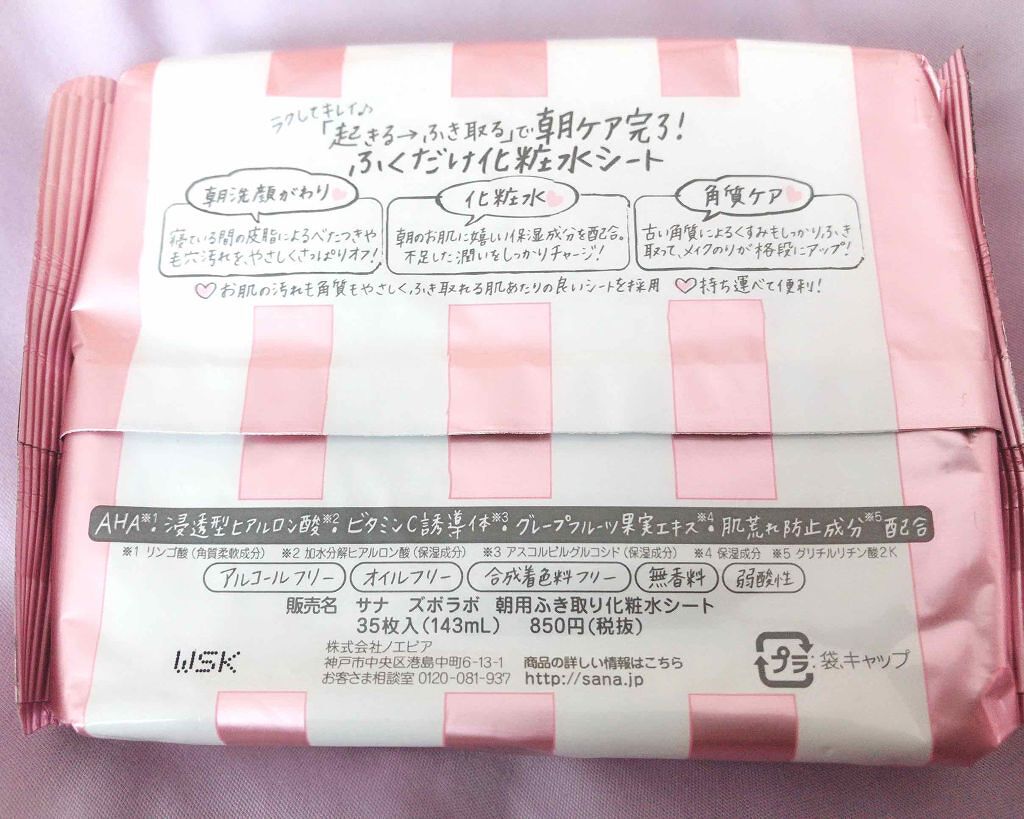 ラクしてキレイ♪
「起きる→ふき取る」で朝ケア完了!
ふくだけ化粧水シート
朝洗顔がわり
寝ている間の皮脂によるべたつきや
毛穴汚れを、やさしくさっぱりオフ!
化粧水
朝のお肌に嬉しい保湿成分を配合。
不足した潤いをしっかりチャージ!
角質ケア
古い角質によるくすみもしっかりふき
取って、メイクのりが格段にアップ!
お肌の汚れも角質もやさしくふき取れる肌あたりの良いシートを採用 持ち運べて便利!
AHA※1・浸透型ヒアルロン酸※2・ビタミンC誘導体※3・グレープフルーツ果実エキス※4・肌荒れ防止成分※5配合
※1 リンゴ酸(角質柔軟成分) ※2 加水分解ヒアルロン酸(保湿成分) ※3 アスコルビルグルコシド(保湿成分) ※4 保湿成分 ※5 グリチルリチン酸2K
アルコールフリー オイルフリー 合成着色料フリー 無香料 弱酸性
販売名 サナ ズボラボ 朝用ふき取り化粧水シート
35枚入(143mL) 850円(税抜)
株式会社ノエビア
神戸市中央区港島中町6-13-1
お客さま相談室 0120-081-937
商品の詳しい情報はこちら
http://sana.jp
プラ:袋、キャップ
WSK